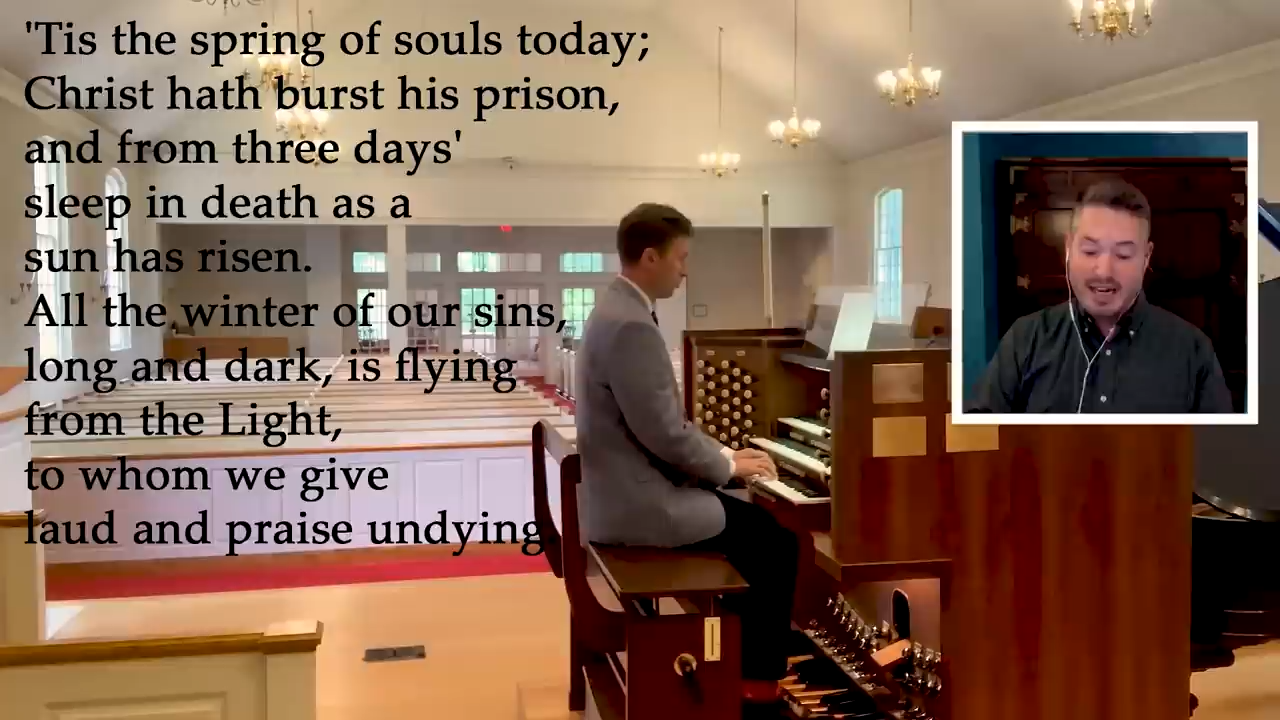 'Tis the spring of souls today;
Christ hath burst his prison,
and from three days'
sleep in death as a
sun has risen.
All the winter of our sins,
long and dark, is flying
from the Light,
to whom we give
laud and praise undying.